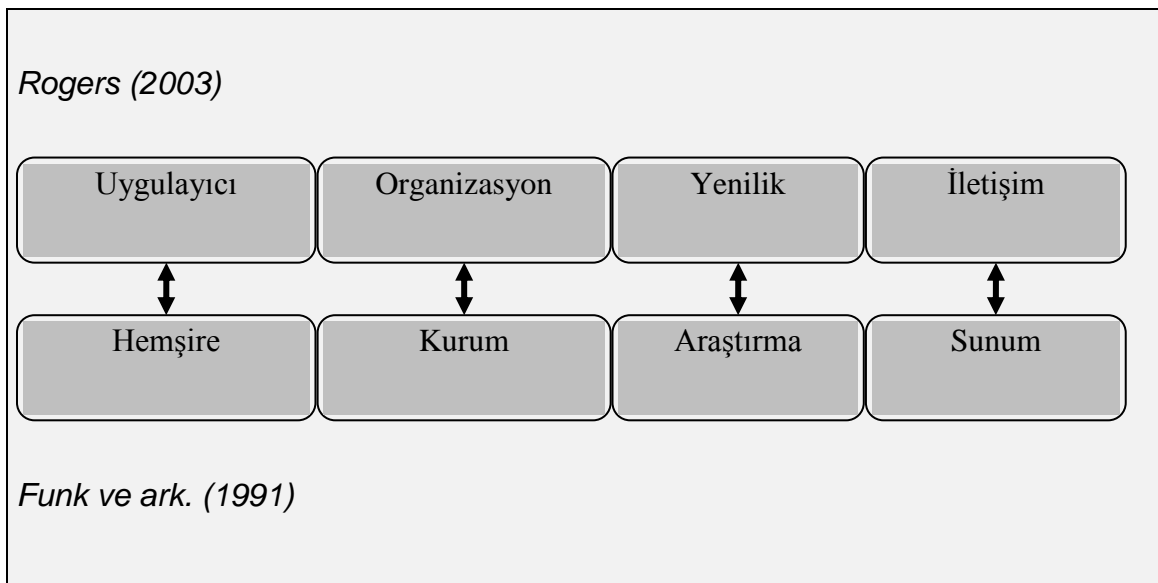 Rogers (2003)
Uygulayıcı Organizasyon Yenilik İletişim
Hemşire Kurum Araştırma Sunum
Funk ve ark. (1991)